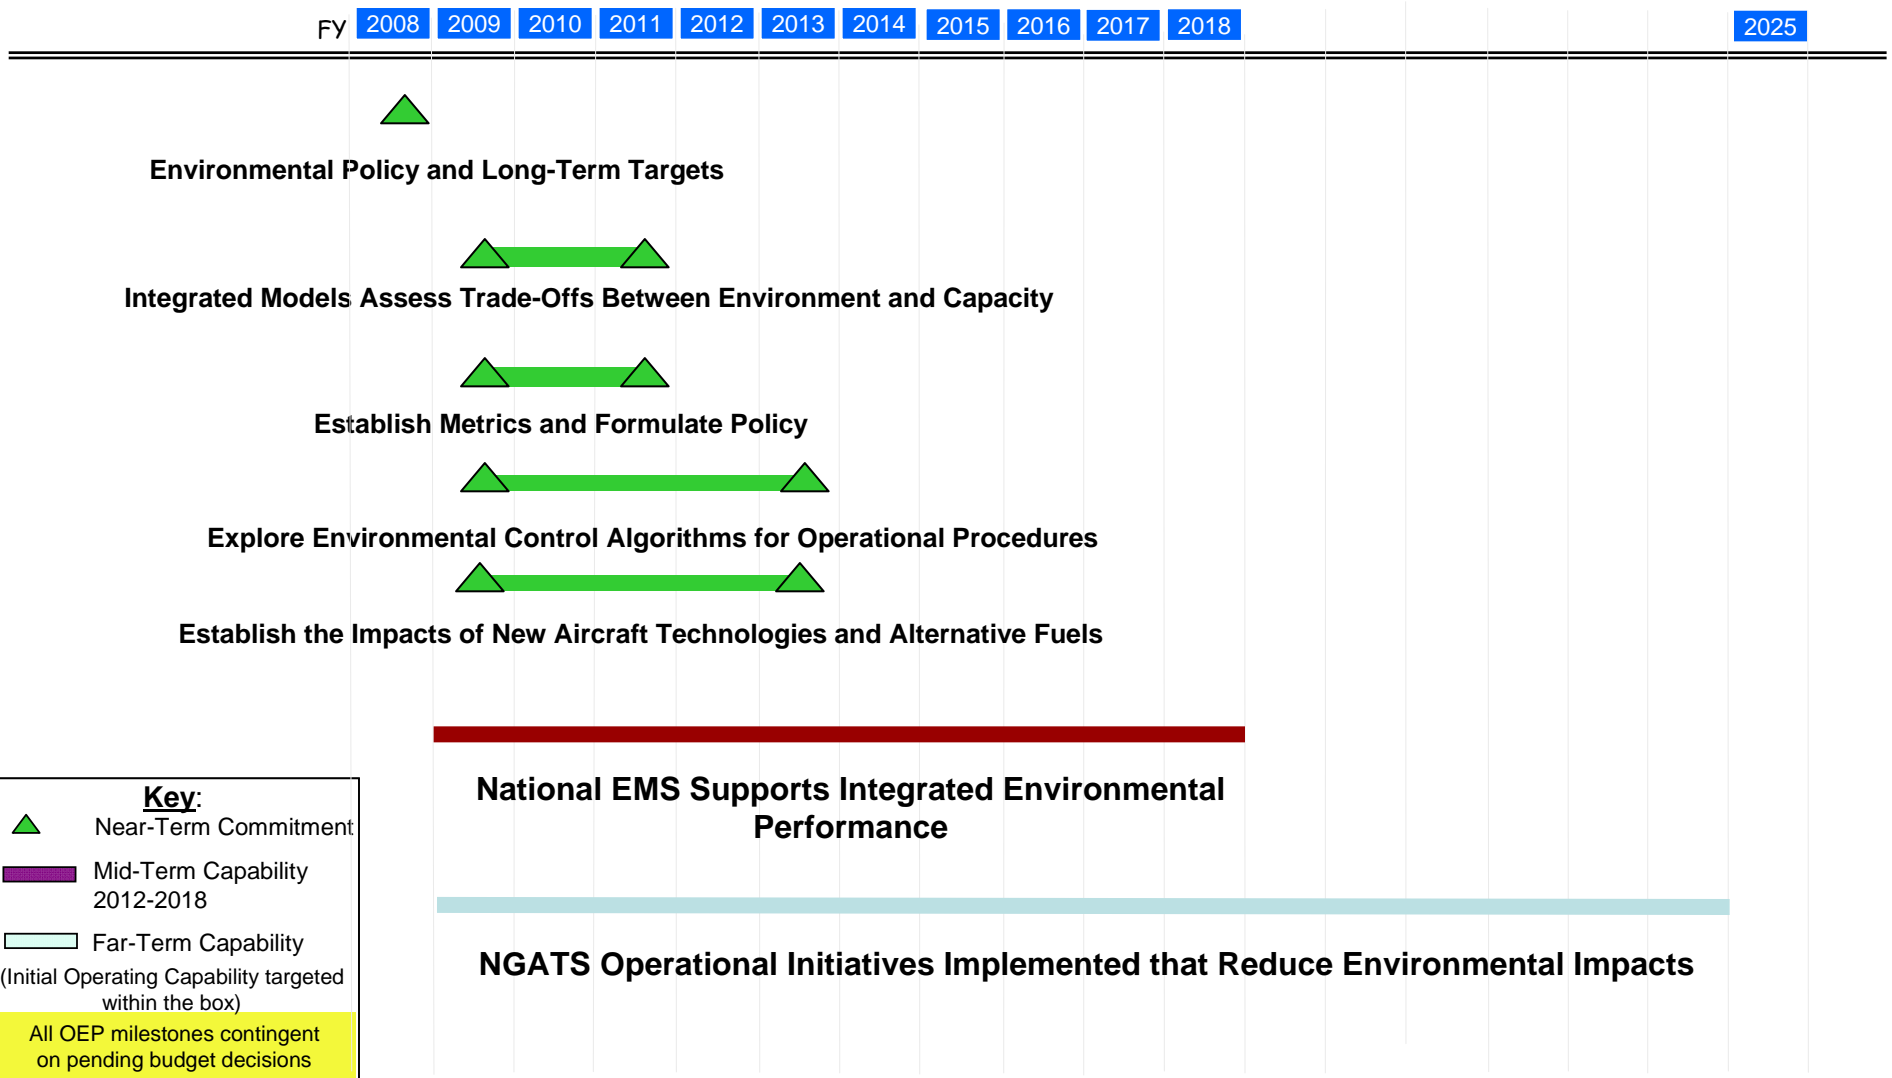 FY 2008 2009 2010 2011 2012 2013 2014 2015 2016 2017 2018 2025
Environmental Policy and Long-Term Targets
Integrated Models Assess Trade-Offs Between Environment and Capacity
Establish Metrics and Formulate Policy
Explore Environmental Control Algorithms for Operational Procedures
Establish the Impacts of New Aircraft Technologies and Alternative Fuels
National EMS Supports Integrated Environmental
Performance
NGATS Operational Initiatives Implemented that Reduce Environmental Impacts
Key:
Near-Term Commitment
Mid-Term Capability
2012-2018
Far-Term Capability
(Initial Operating Capability targeted
within the box)
All OEP milestones contingent
on pending budget decisions